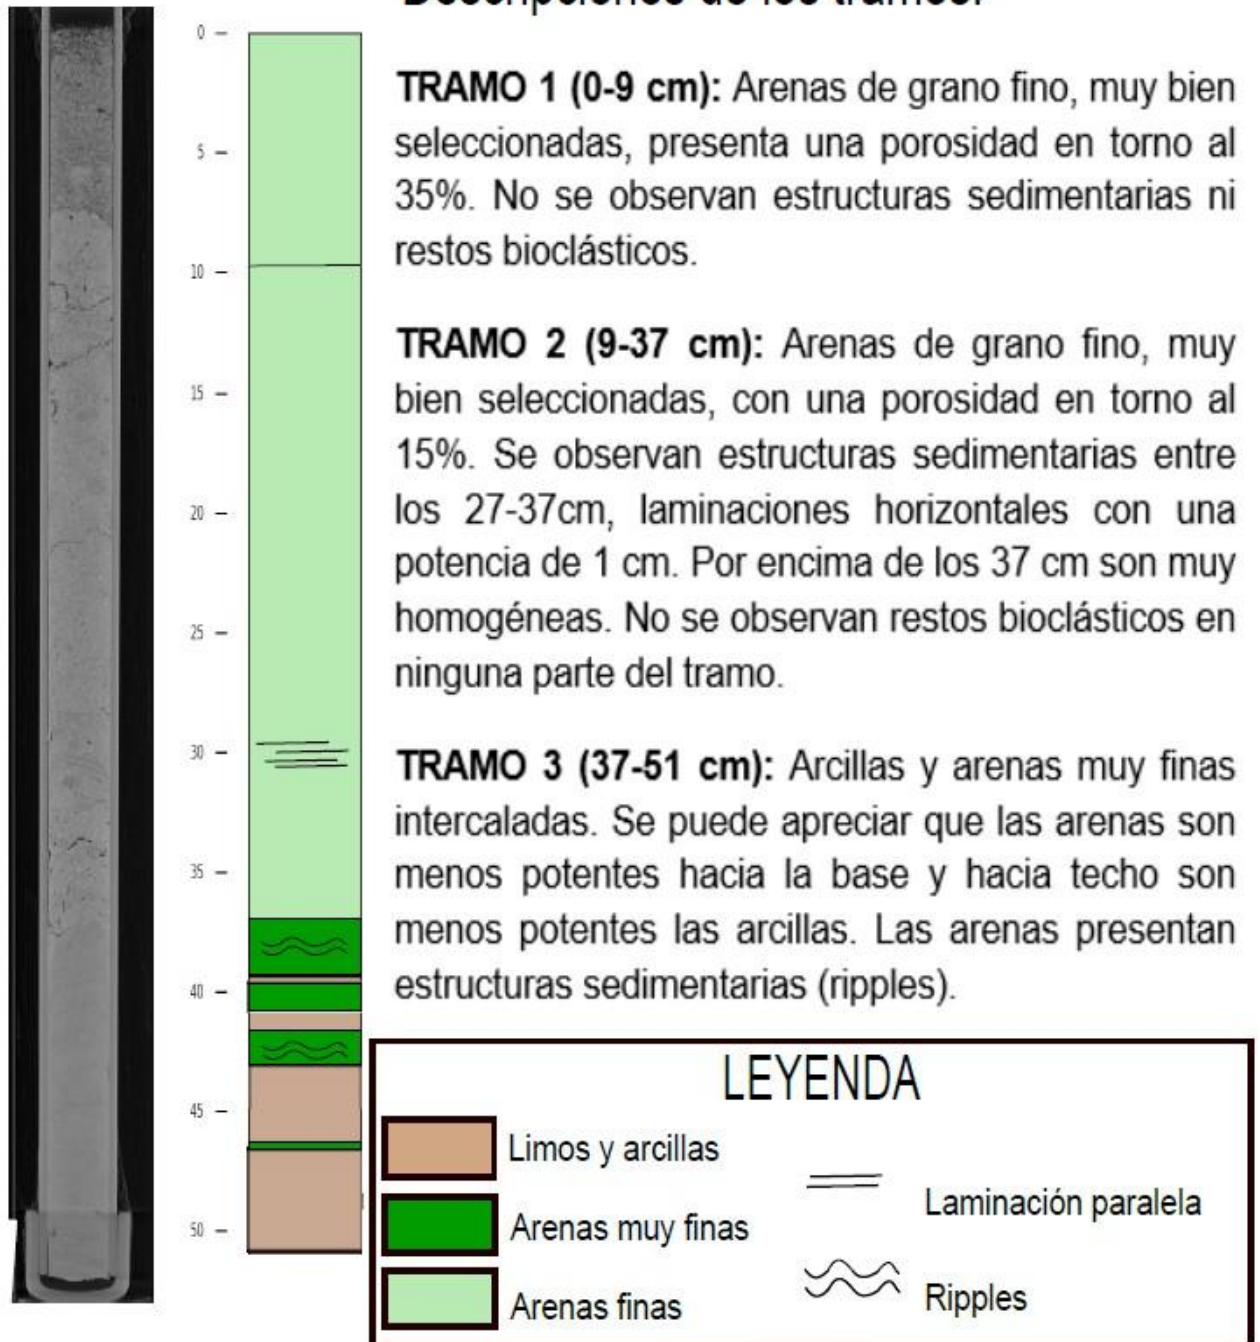 Descripciones de los tramos:
TRAMO 1 (0-9 cm): Arenas de grano fino, muy bien
seleccionadas, presenta una porosidad en torno al
35%. No se observan estructuras sedimentarias ni
restos bioclásticos.
TRAMO 2 (9-37 cm): Arenas de grano fino, muy
bien seleccionadas, con una porosidad en torno al
15%. Se observan estructuras sedimentarias entre
los 27-37cm, laminaciones horizontales con una
potencia de 1 cm. Por encima de los 37 cm son muy
homogéneas. No se observan restos bioclásticos en
ninguna parte del tramo.
TRAMO 3 (37-51 cm): Arcillas y arenas muy finas
intercaladas. Se puede apreciar que las arenas son
menos potentes hacia la base y hacia techo son
menos potentes las arcillas. Las arenas presentan
estructuras sedimentarias (ripples).
0
5
10
15
20
25
30
35
40
45
50
LEYENDA
Limos y arcillas
Arenas muy finas
Arenas finas
Laminación paralela
Ripples